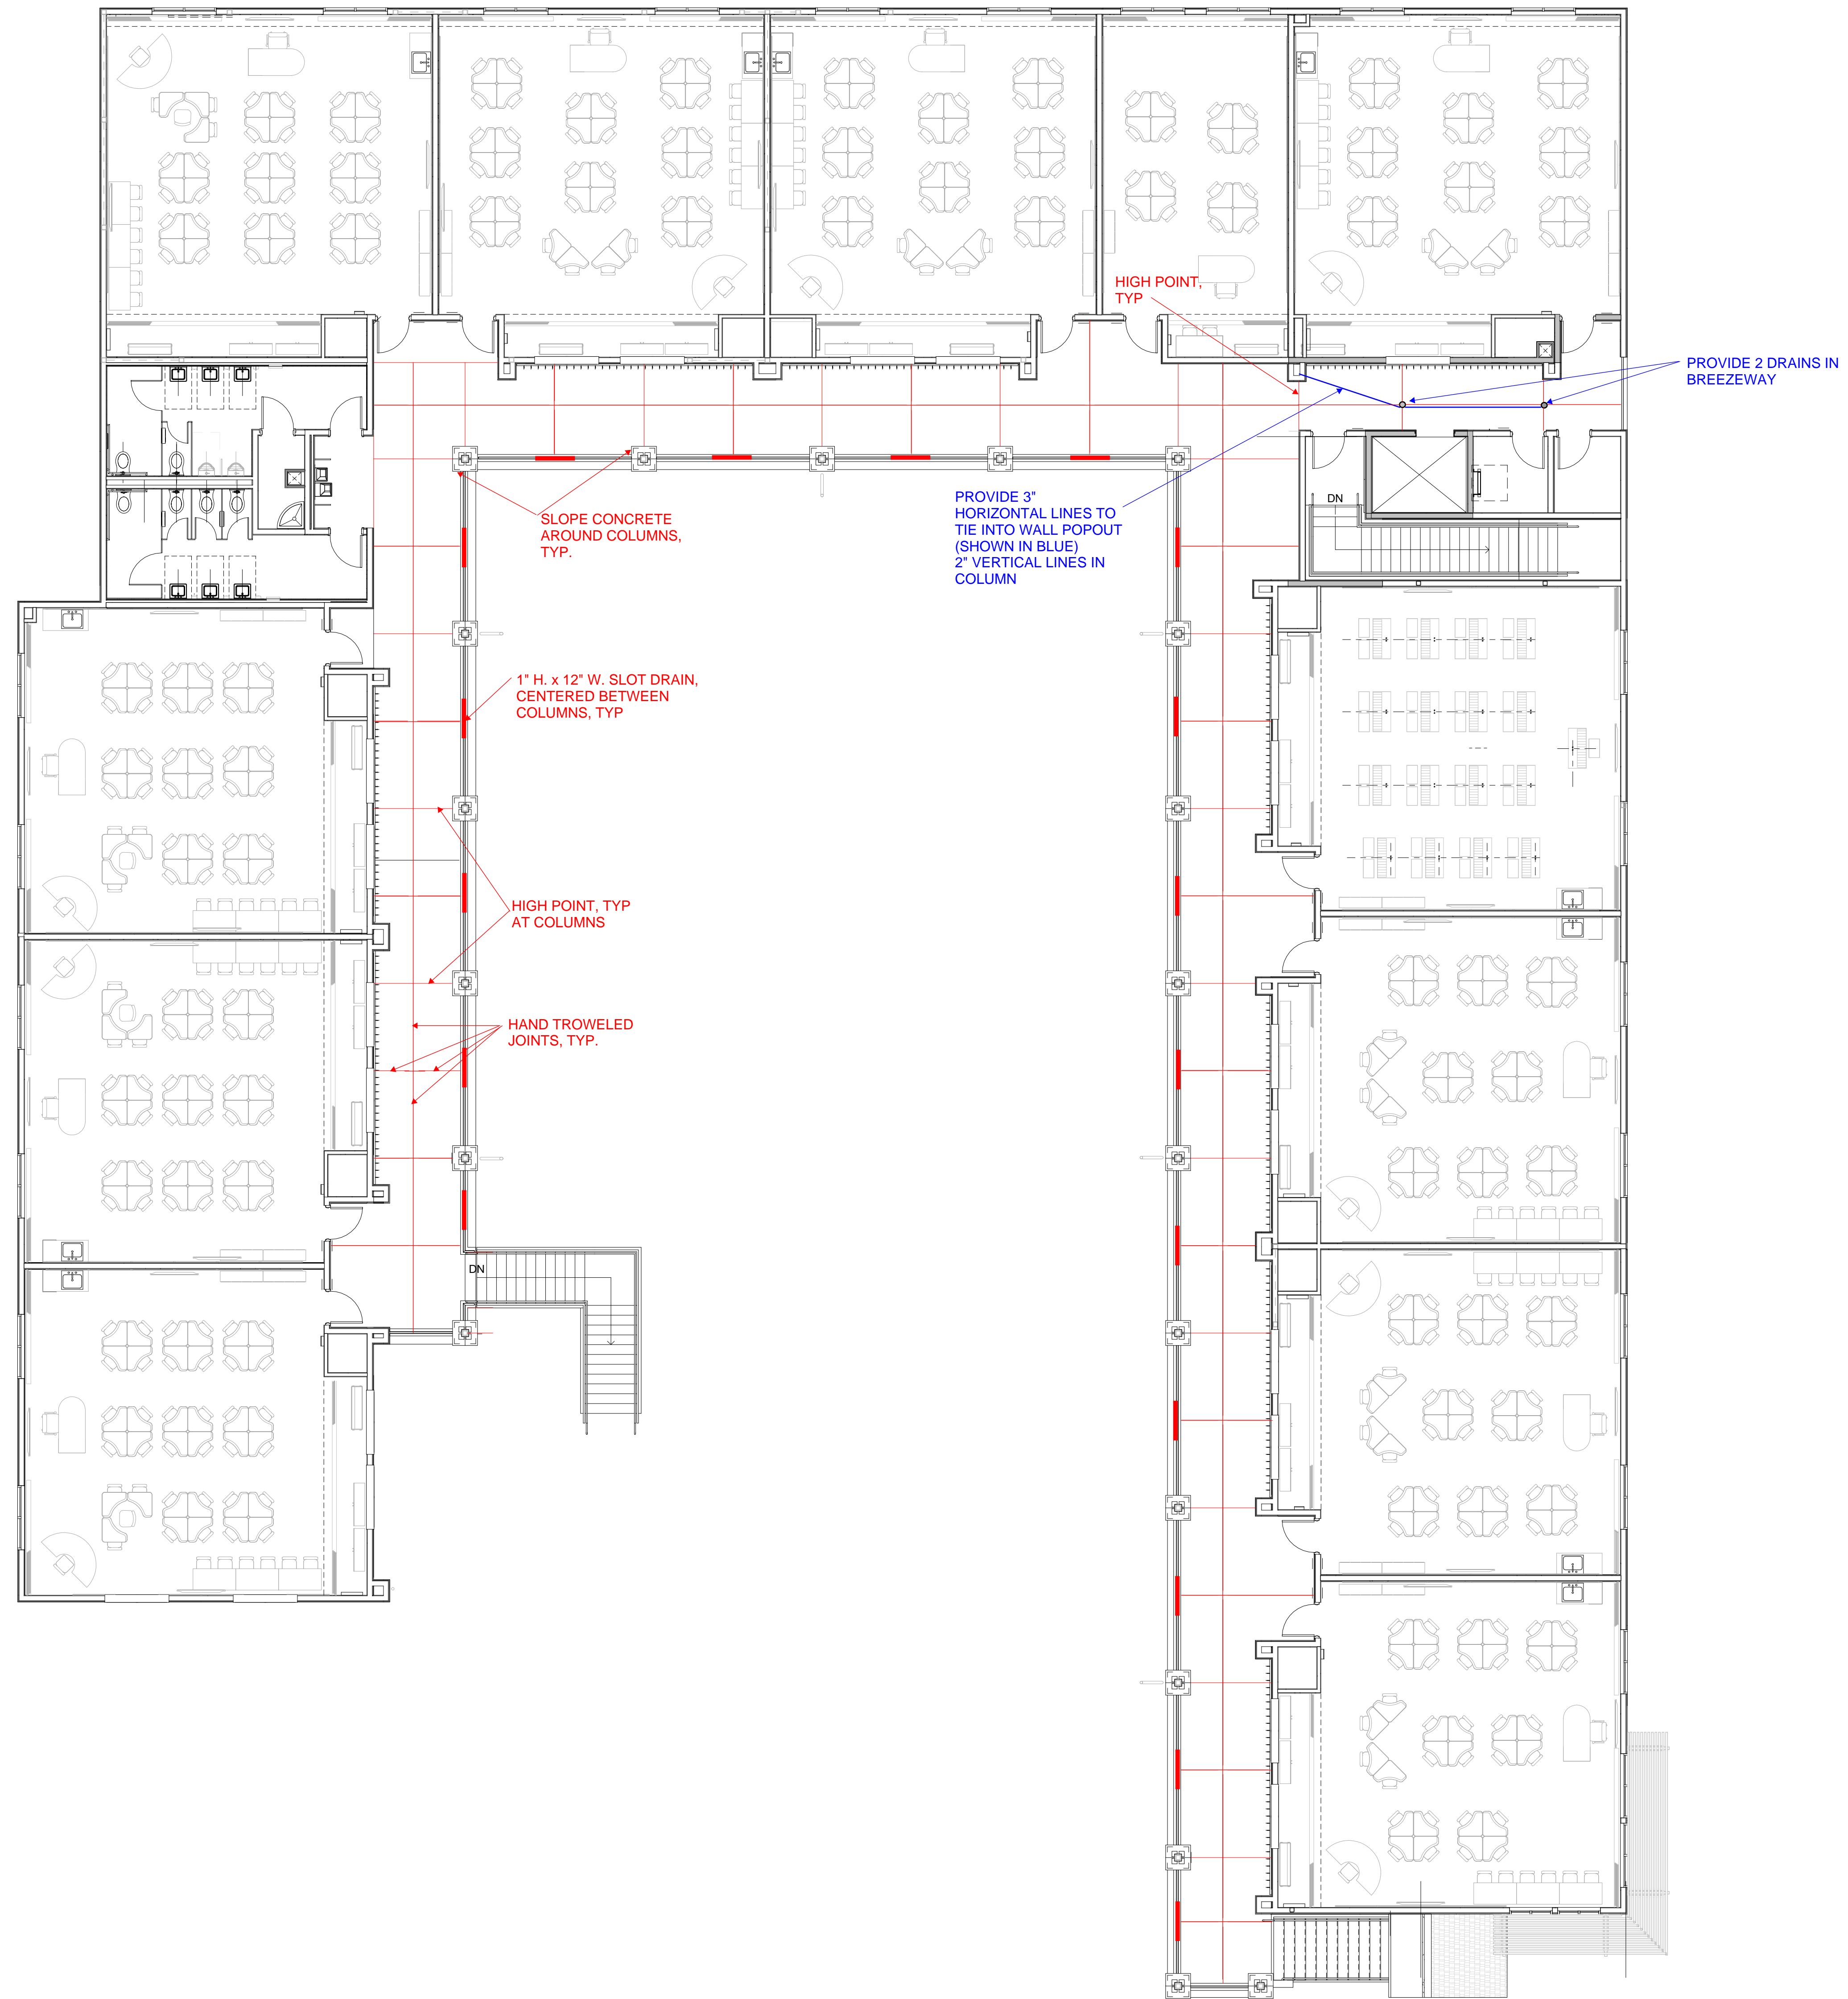 HIGH POINT,
TYP
PROVIDE 2 DRAINS IN
BREEZEWAY
PROVIDE 3"
HORIZONTAL LINES TO
TIE INTO WALL POPOUT
(SHOWN IN BLUE)
2" VERTICAL LINES IN
COLUMN
DN
SLOPE CONCRETE
AROUND COLUMNS,
TYP.
1" H. x 12" W. SLOT DRAIN,
CENTERED BETWEEN
COLUMNS, TYP
HIGH POINT, TYP
AT COLUMNS
HAND TROWELED
JOINTS, TYP.
DN